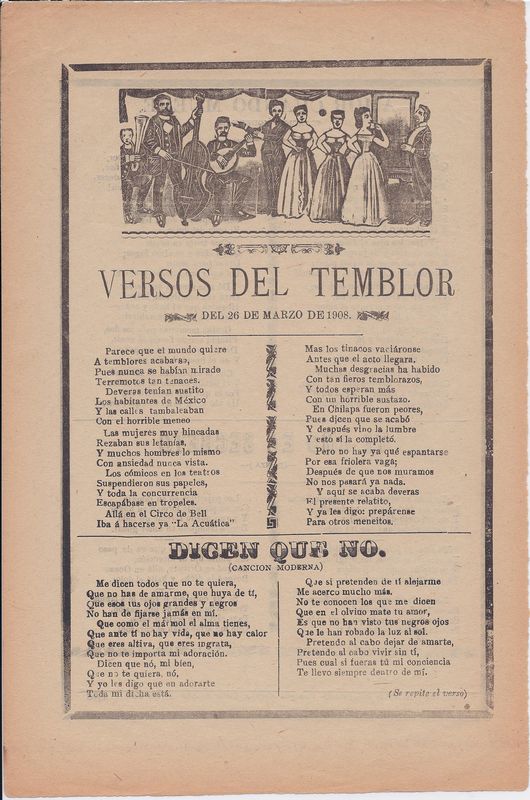 VERSOS DEL TEMBLOR
DEL 26 DE MARZO DE 1908.
Parece que el mundo quiere
A temblores acabarse,
Pues nunca se habían mirado
Terremotos tan tenaces.
Deveras tenían sustito
Los habitantes de México
Y las calles tambaleaban
Con el horrible meneo
Las mujeres muy hincadas
Rezaban sus letanías,
Y muchos hombres lo mismo
Con ansiedad nunca vista.
Los cómicos en los teatros
Suspendieron sus papeles,
Y toda la concurrencia
Escapábase en tropeles.
Allá en el Circo de Bell
Iba á hacerse ya "La Acuática"
Mas los tinacos vaciáronse
Antes que el acto llegara.
Muchas desgracias ha habido
Con tan fieros temblorazos,
Y todos esperan más
Con un horrible sustazo.
En Chilapa fueron peores,
Pues dicen que se acabó
Y después vino la lumbre
Y esto sí la completó.
Pero no hay ya qué espantarse
Por esa friolera vaga;
Después de que nos muramos
No nos pasará ya nada.
Y aquí se acaba deveras
El presente relatito,
Y ya les digo: prepárense
Para otros meneitos.
DICEN QUE NO.
(CANCION MODERNA)
Me dicen todos que no te quiera,
Que no has de amarme, que huya de tí,
Que esos tus ojos grandes y negros
No han de fijarse jamás en mí.
Que como el mármol el alma tienes,
Que ante tí no hay vida, que no hay calor
Que eres altiva, que eres ingrata,
Que no te importa mi adoración.
Dicen que nó, mi bien,
Que no te quiera, nó,
Y yo les digo que en adorarte
Toda mi dicha está.
Que si pretenden de tí alejarme
Me acerco mucho más.
No te conocen los que me dicen
Que en el olvido mate tu amor,
Es que no han visto tus negros ojos
Que le han robado la luz al sol.
Pretendo al cabo dejar de amarte,
Pretendo al cabo vivir sin tí,
Pues cual si fueras tú mi conciencia
Te llevo siempre dentro de mí.
(Se repite el verso)